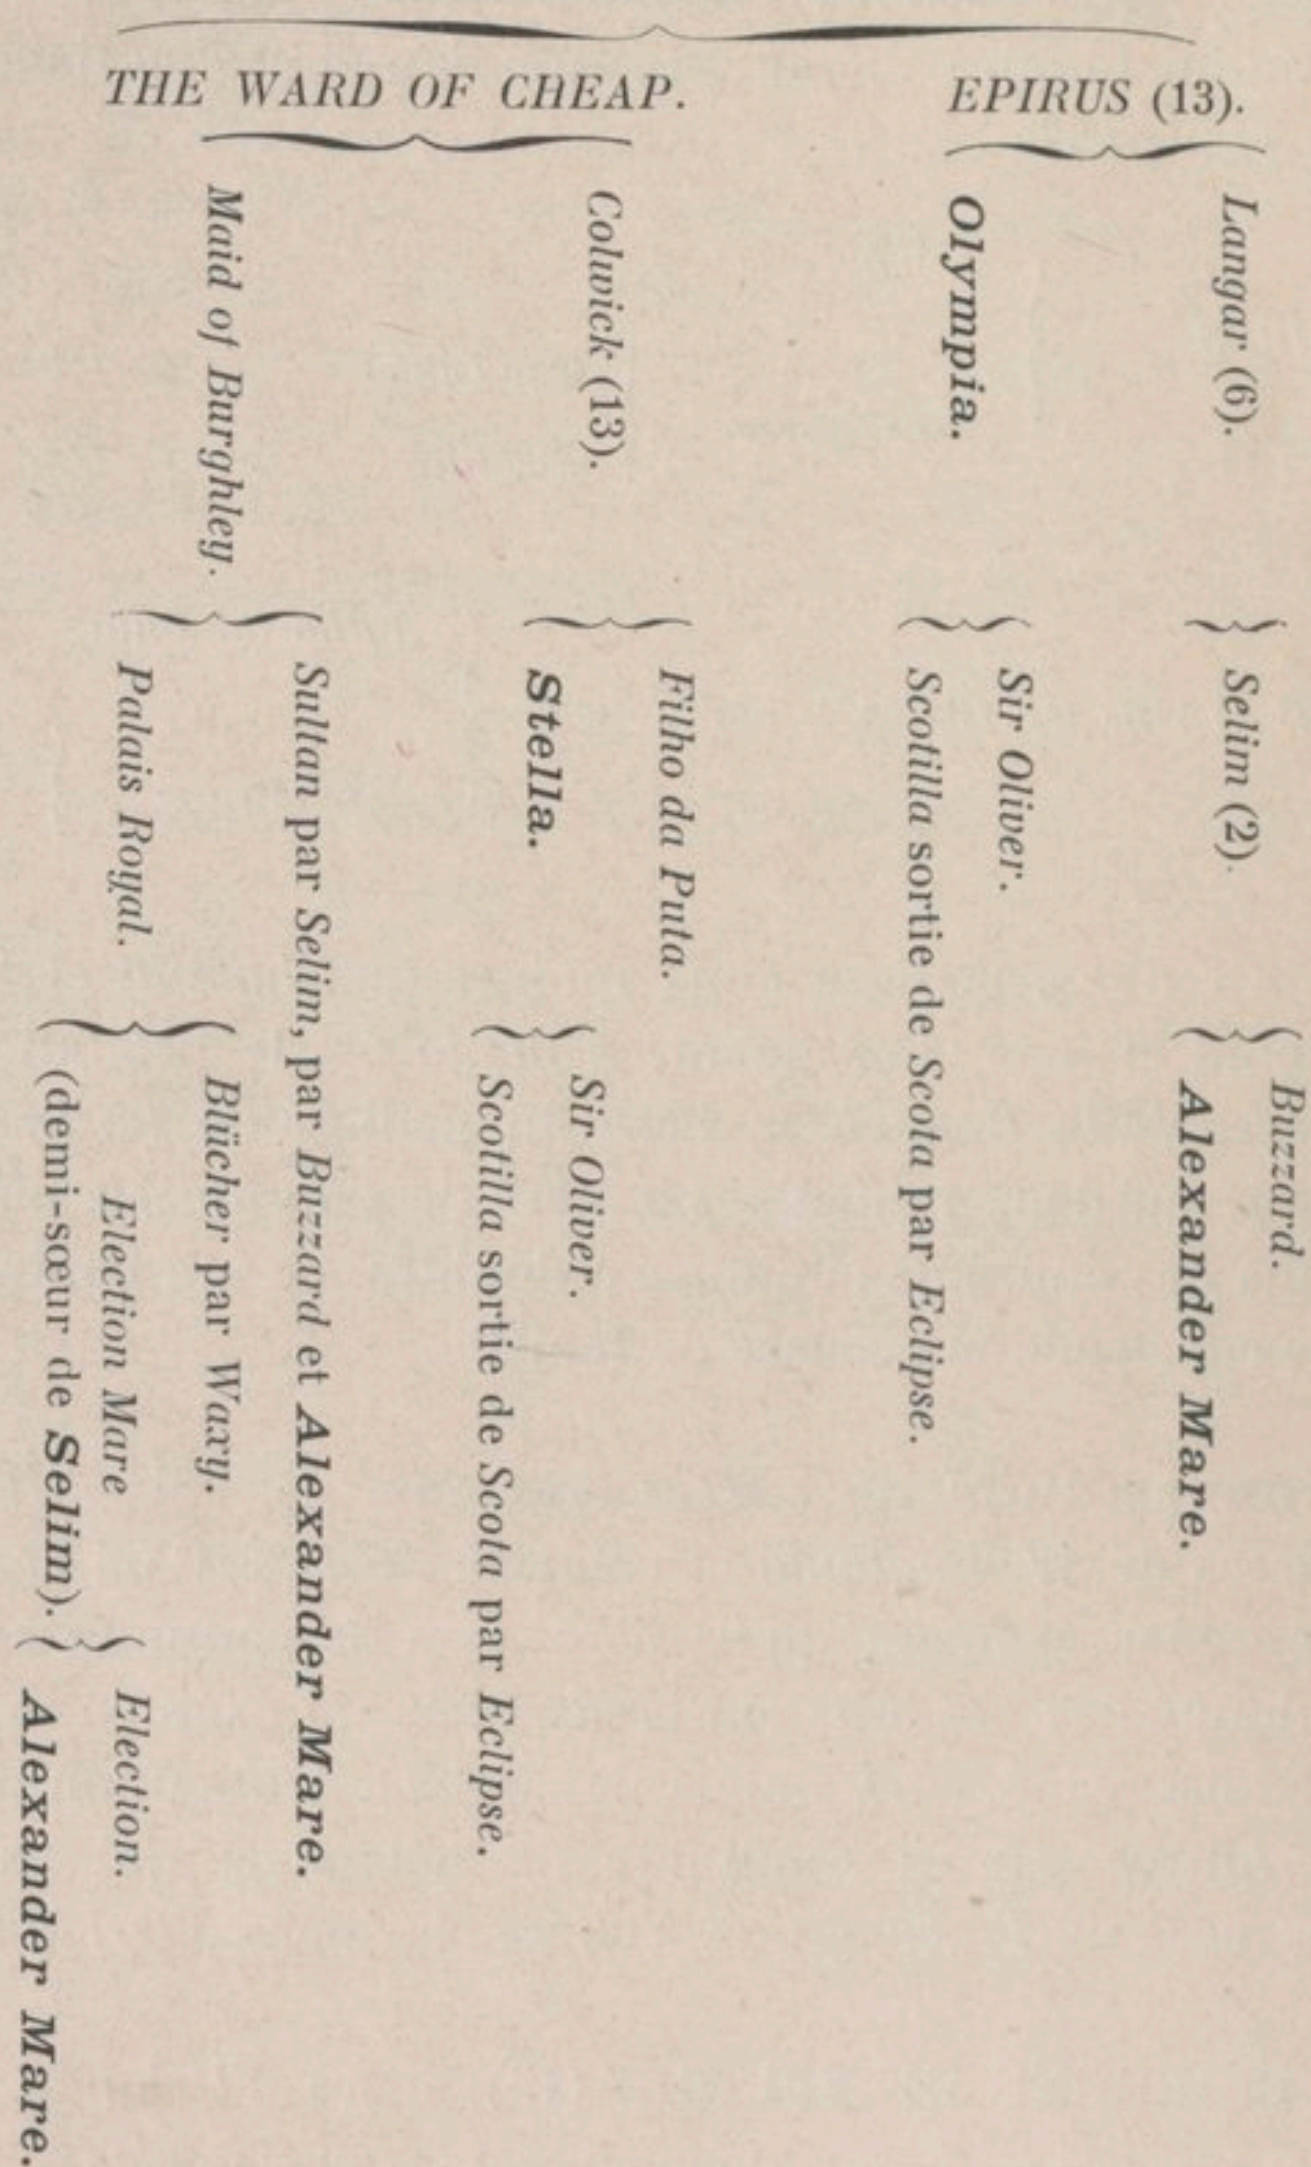 THE WARD OF CHEAP.
EPIRUS (13).
Langar (6).
Olympia.
Colwick (13).
Maid of Burghley.
Selim (2).
Sir Oliver.
Scotilla sortie de Scota par Eclipse.
Filho da Puta.
Stella.
Sultan par Selim, par Buzzard et Alexander Mare.
Palais Royal.
Buzzard.
Alexander Mare.
Sir Oliver.
Scotilla sortie de Scota par Eclipse.
Blücher par Waxy.
Election Mare
(demi-sœur de Selim).
Election.
Alexander Mare.